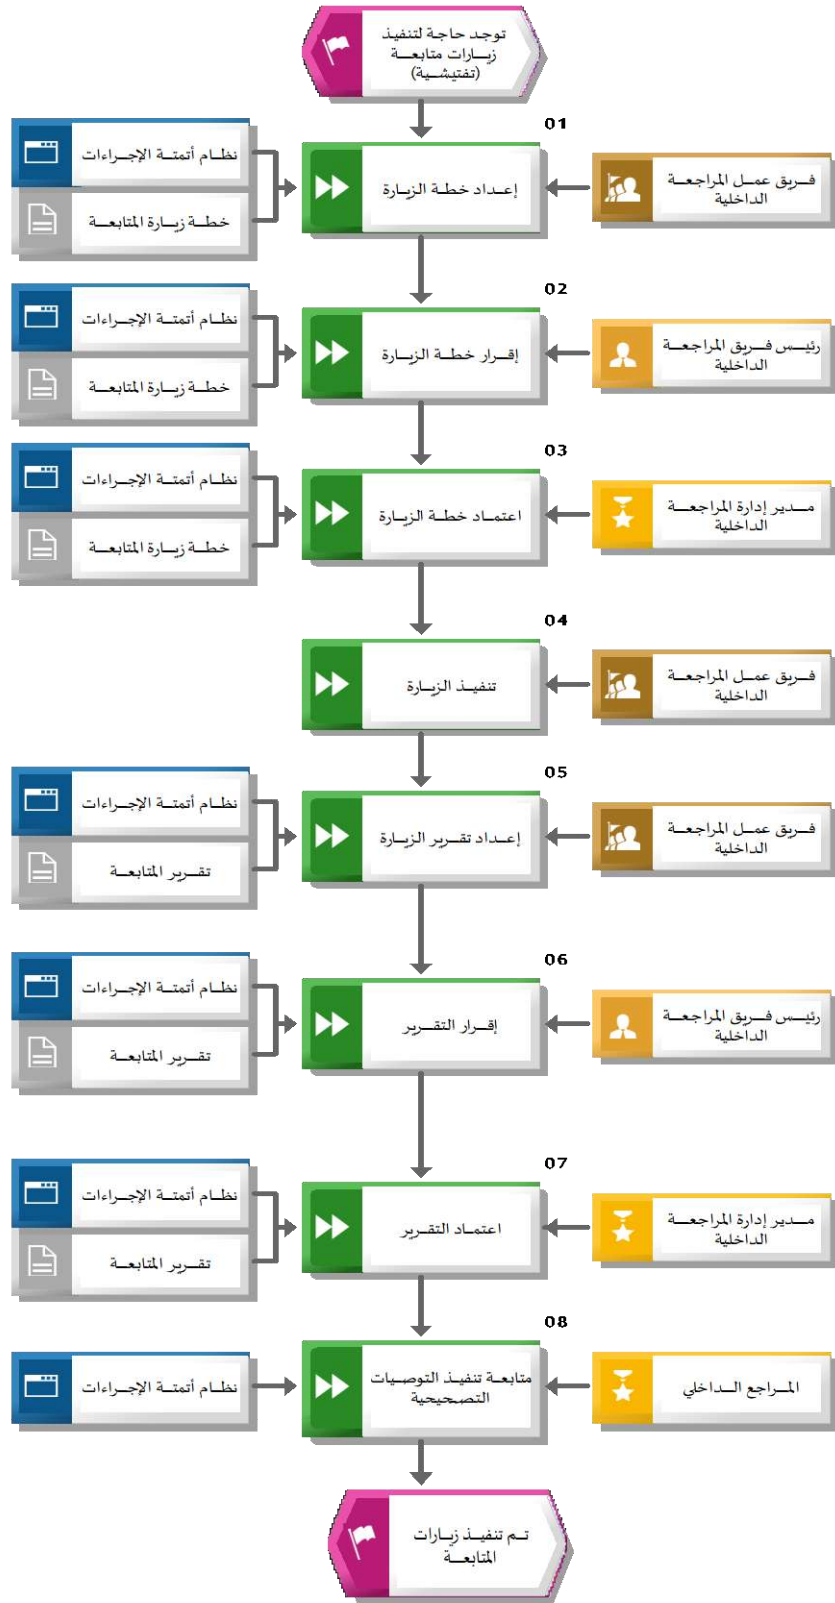 توجد حاجة لتنفيذ
زيارات متابعة
(تفتيشية)
01
فريق عمل المراجعة
الداخلية
إعداد خطة الزيارة
نظام أتمتة الإجراءات
خطة زيارة المتابعة
02
رئيس فريق المراجعة
الداخلية
إقرار خطة الزيارة
نظام أتمتة الإجراءات
خطة زيارة المتابعة
03
مدير إدارة المراجعة
الداخلية
اعتماد خطة الزيارة
نظام أتمتة الإجراءات
خطة زيارة المتابعة
04
فريق عمل المراجعة
الداخلية
تنفيذ الزيارة
05
فريق عمل المراجعة
الداخلية
إعداد تقرير الزيارة
نظام أتمتة الإجراءات
تقرير المتابعة
06
رئيس فريق المراجعة
الداخلية
إقرار التقرير
نظام أتمتة الإجراءات
تقرير المتابعة
07
مدير إدارة المراجعة
الداخلية
اعتماد التقرير
نظام أتمتة الإجراءات
تقرير المتابعة
08
المراجع الداخلي
متابعة تنفيذ التوصيات
التصحيحية
نظام أتمتة الإجراءات
تم تنفيذ زيارات
المتابعة